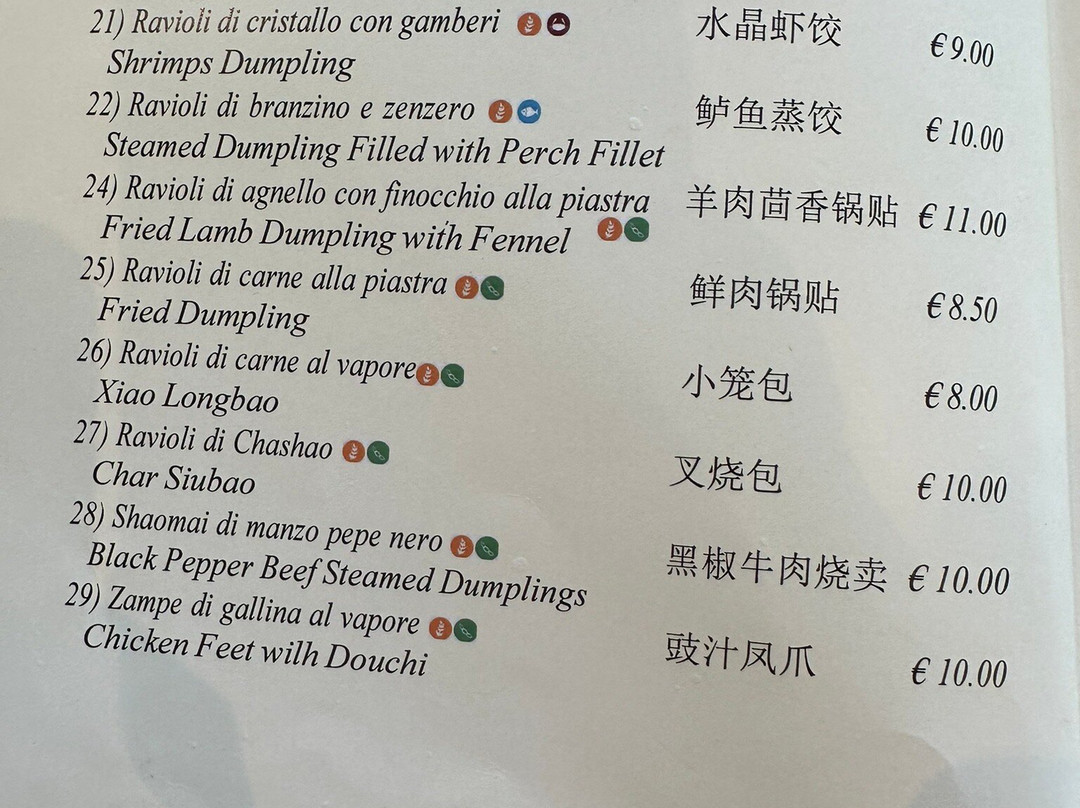 21) Ravioli di cristallo con gamberi 水晶虾饺 €9.00
Shrimps Dumpling
22) Ravioli di branzino e zenzero 鲈鱼蒸饺 € 10.00
Steamed Dumpling Filled with Perch Fillet
24) Ravioli di agnello con finocchio alla piastra 羊肉茴香锅贴 € 11.00
Fried Lamb Dumpling with Fennel
25) Ravioli di carne alla piastra 鲜肉锅贴 €8.50
Fried Dumpling
26) Ravioli di carne al vapore 小笼包 €8.00
Xiao Longbao
27) Ravioli di Chashao 叉烧包 € 10.00
Char Siubao
28) Shaomai di manzo pepe nero 黑椒牛肉烧卖 € 10.00
Black Pepper Beef Steamed Dumplings
29) Zampe di gallina al vapore 豉汁凤爪 € 10.00
Chicken Feet wilh Douchi